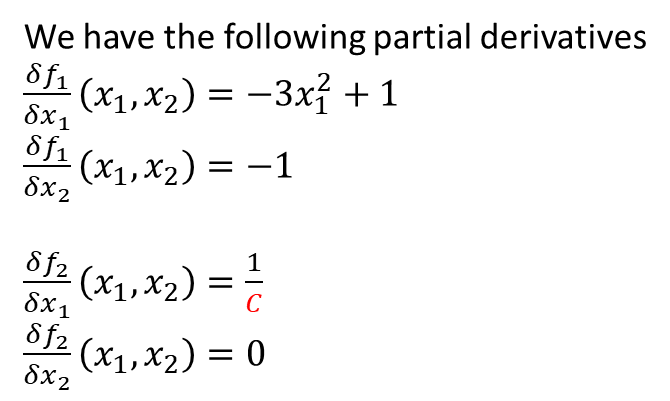 We have the following partial derivatives
δf₁/δx₁ (x₁, x₂) = −3x₁² + 1
δf₁/δx₂ (x₁, x₂) = −1
δf₂/δx₁ (x₁, x₂) = 1/C
δf₂/δx₂ (x₁, x₂) = 0